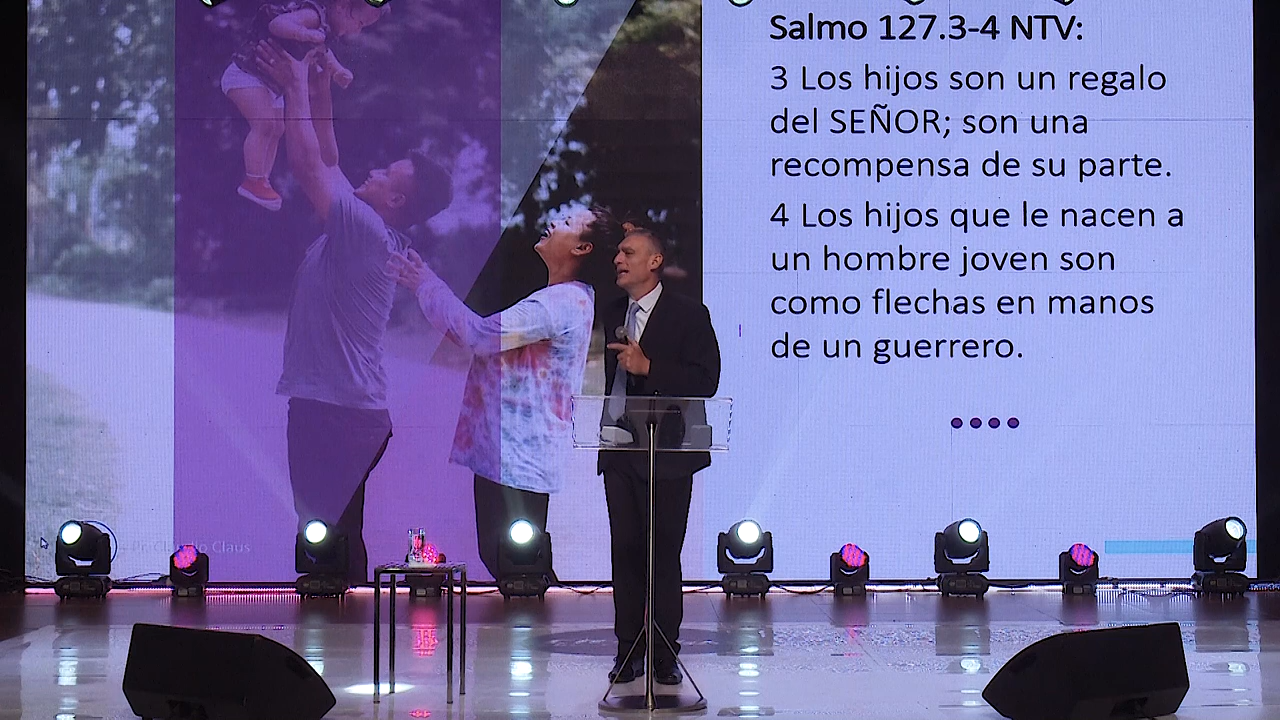 Salmo 127.3-4 NTV:
3 Los hijos son un regalo
del SEÑOR; son una
recompensa de su parte.
4 Los hijos que le nacen a
un hombre joven son
como flechas en manos
de un guerrero.
Claus